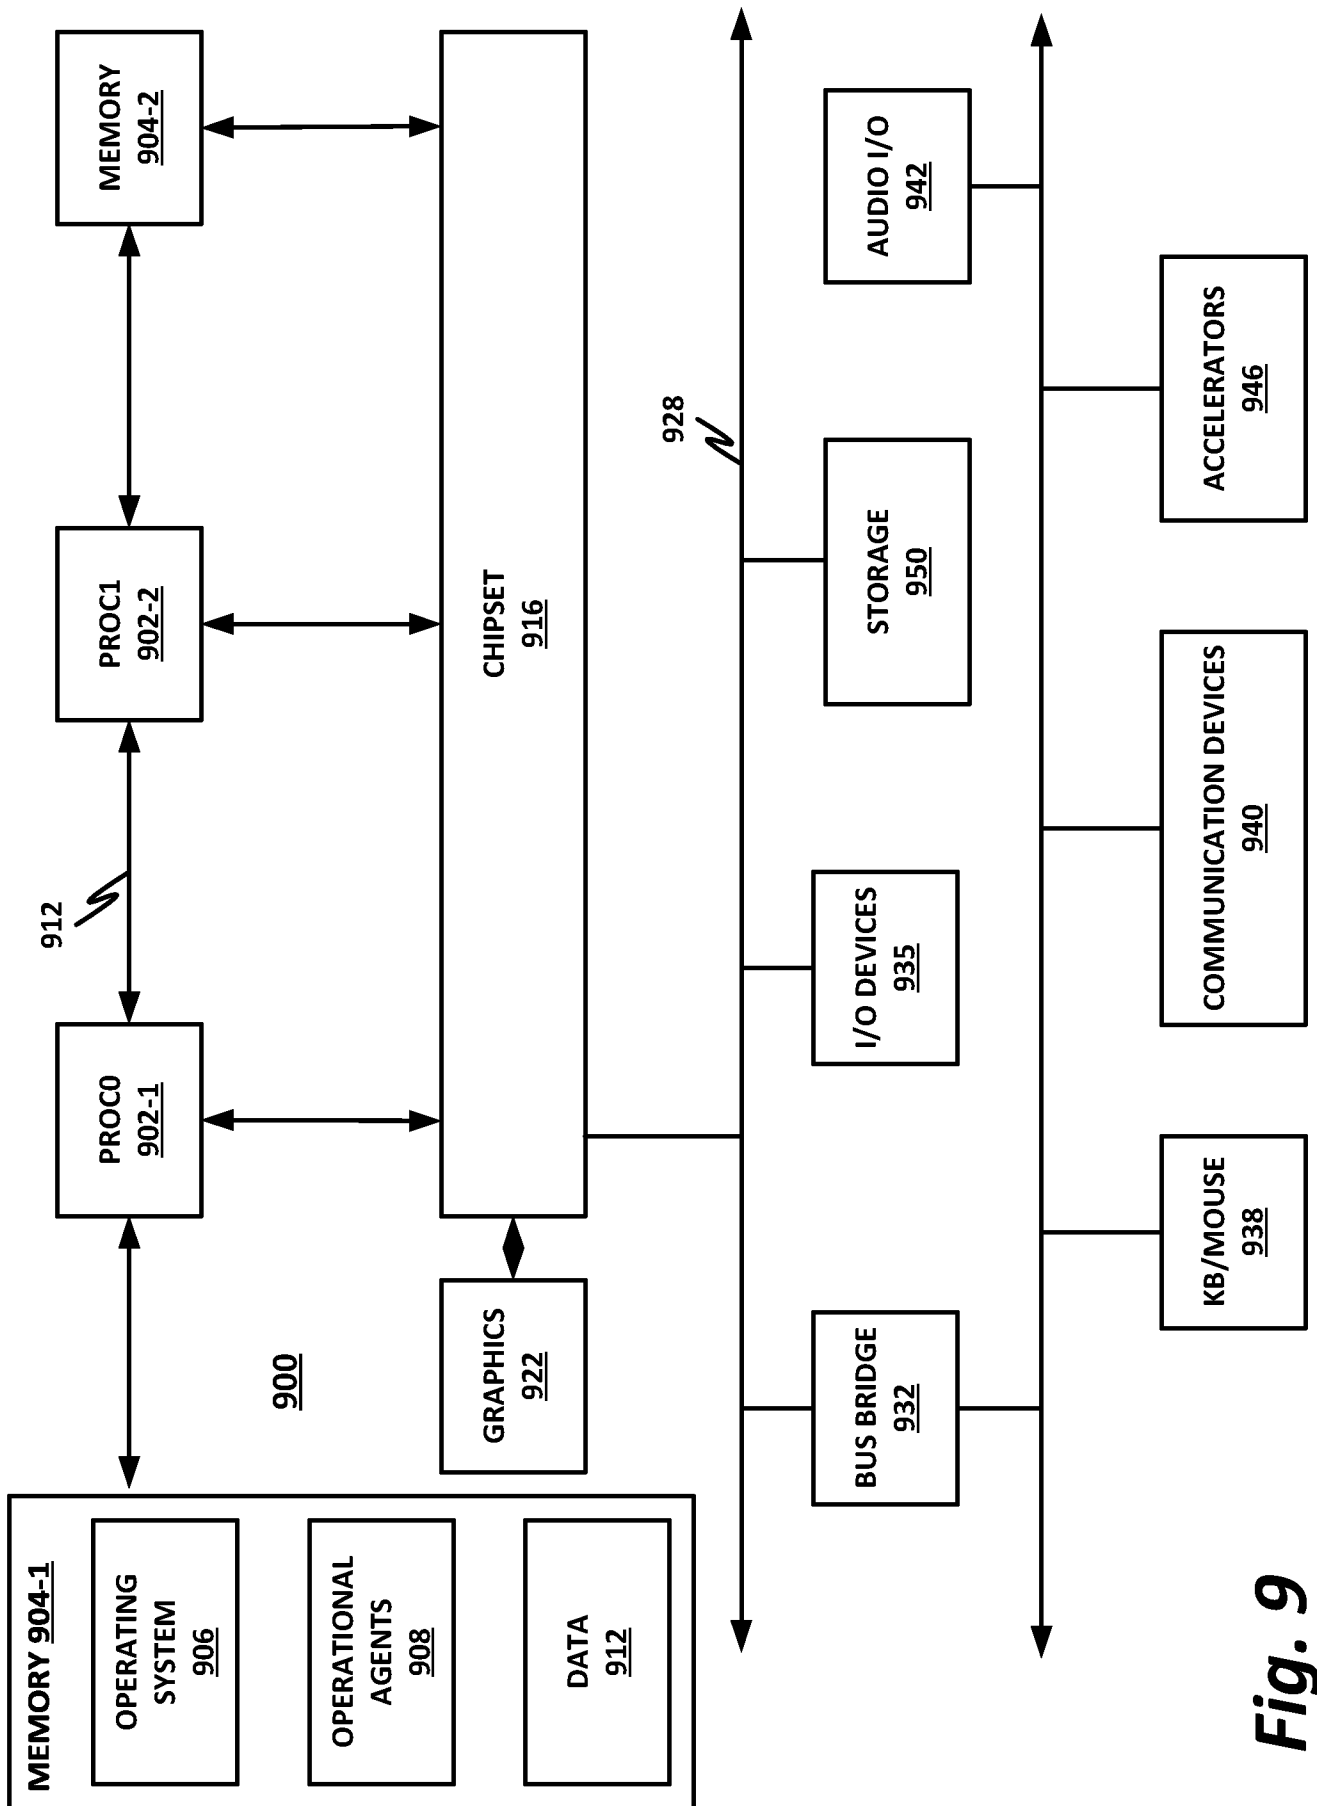 MEMORY 904-1
OPERATING
SYSTEM
906
OPERATIONAL
AGENTS
908
DATA
912
PROC0
902-1
912
PROC1
902-2
MEMORY
904-2
900
GRAPHICS
922
CHIPSET
916
928
BUS BRIDGE
932
I/O DEVICES
935
STORAGE
950
AUDIO I/O
942
KB/MOUSE
938
COMMUNICATION DEVICES
940
ACCELERATORS
946
Fig. 9